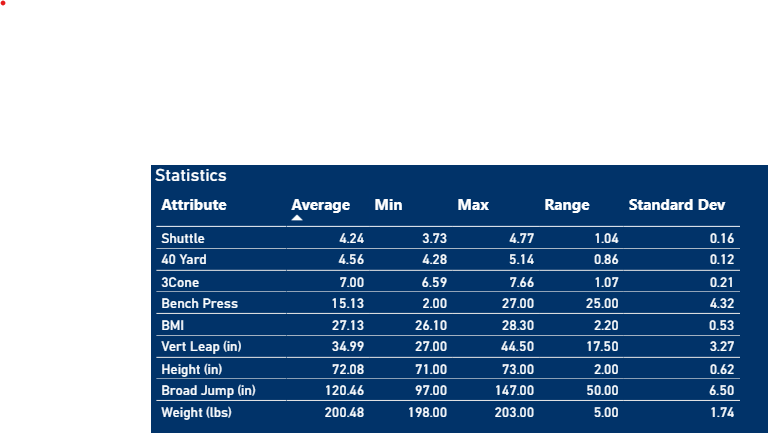 Statistics
Attribute Average Min Max Range Standard Dev
Shuttle 4.24 3.73 4.77 1.04 0.16
40 Yard 4.56 4.28 5.14 0.86 0.12
3Cone 7.00 6.59 7.66 1.07 0.21
Bench Press 15.13 2.00 27.00 25.00 4.32
BMI 27.13 26.10 28.30 2.20 0.53
Vert Leap (in) 34.99 27.00 44.50 17.50 3.27
Height (in) 72.08 71.00 73.00 2.00 0.62
Broad Jump (in) 120.46 97.00 147.00 50.00 6.50
Weight (lbs) 200.48 198.00 203.00 5.00 1.74